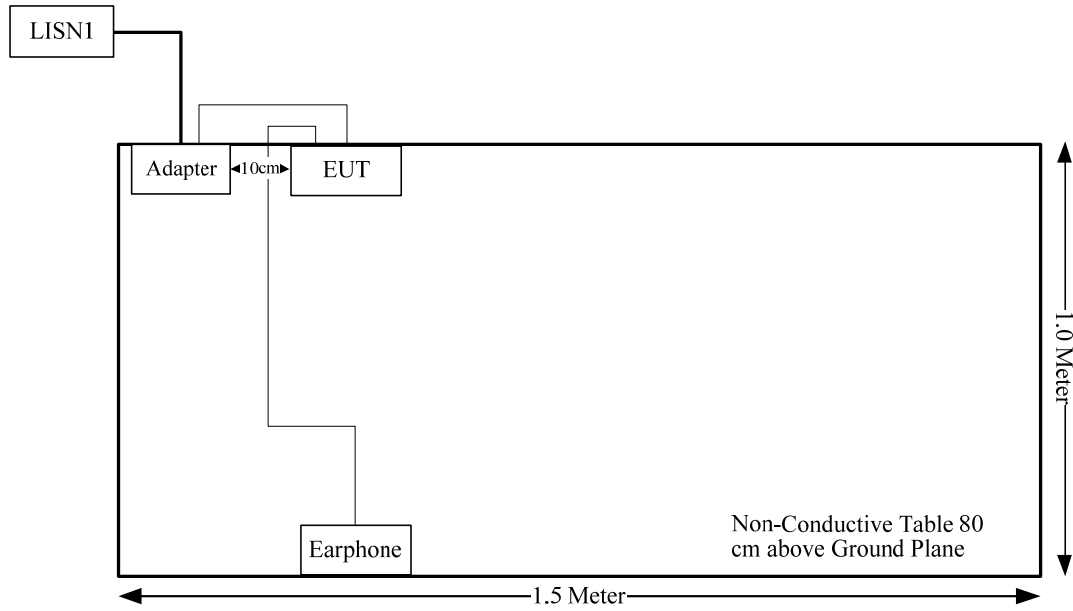 LISN1
Adapter
10cm
EUT
1.0 Meter
Earphone
Non-Conductive Table 80
cm above Ground Plane
1.5 Meter